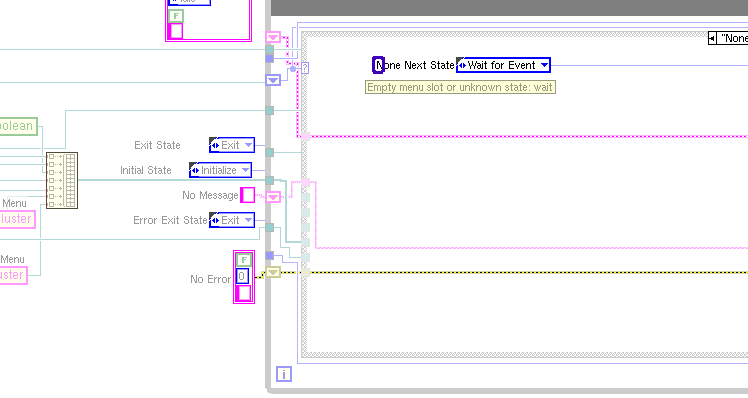 F
"None
None Next State Wait for Event
?
Empty menu slot or unknown state: wait
oolean
Exit State Exit
Initial State Initialize
No Message
Menu
luster
Error Exit State Exit
Menu
uster
F
No Error 0
i